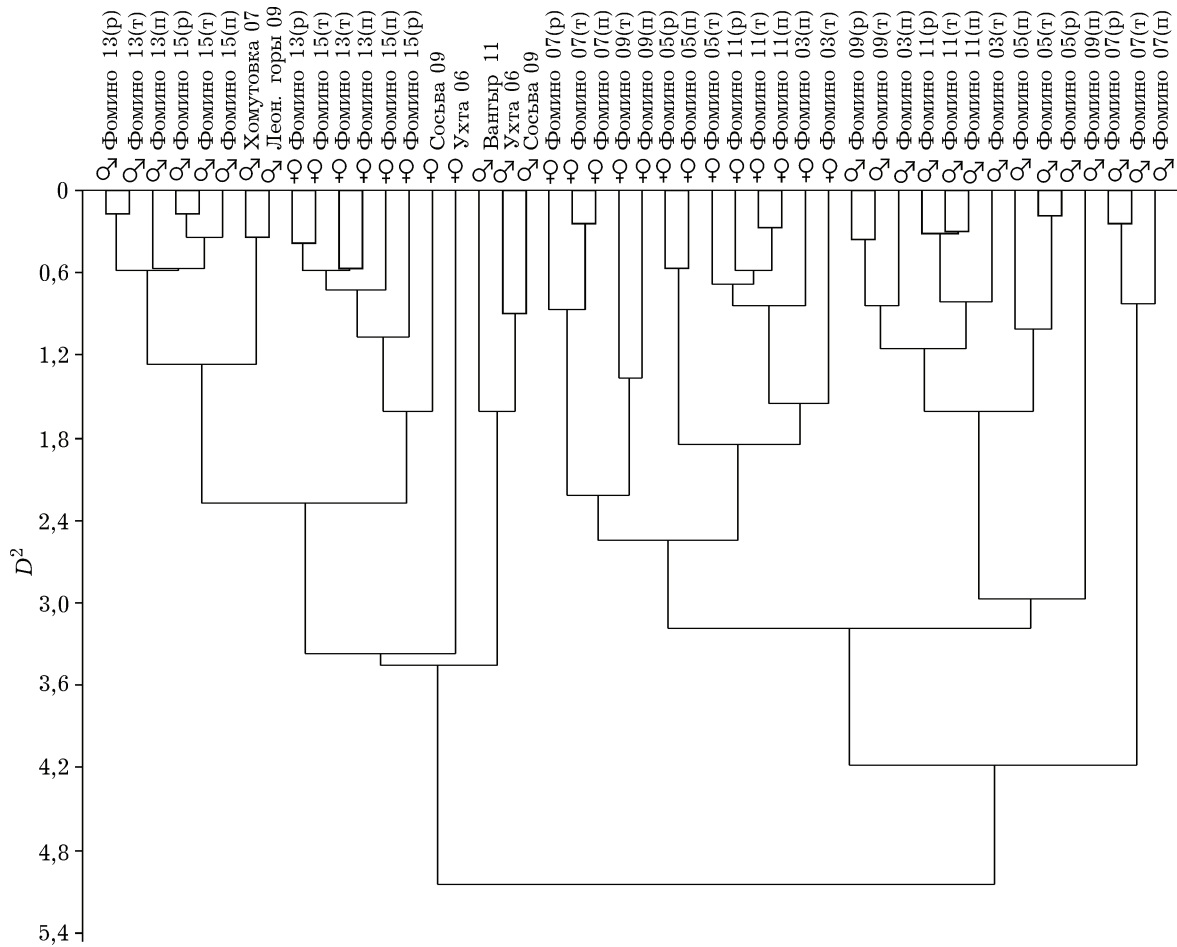 ♂ Фомино 13(р)
♂ Фомино 13(т)
♂ Фомино 13(п)
♂ Фомино 15(р)
♂ Фомино 15(т)
♂ Фомино 15(п)
♂ Хомутовка 07
♂ Леон. горы 09
♀ Фомино 13(р)
♀ Фомино 15(т)
♀ Фомино 13(т)
♀ Фомино 13(п)
♀ Фомино 15(п)
♀ Фомино 15(р)
♀ Сосьва 09
♀ Ухта 06
♂ Вангыр 11
♂ Ухта 06
♂ Сосьва 09
♀ Фомино 07(р)
♀ Фомино 07(т)
♀ Фомино 07(п)
♀ Фомино 09(т)
♀ Фомино 09(п)
♀ Фомино 05(р)
♀ Фомино 05(п)
♀ Фомино 05(т)
♀ Фомино 11(р)
♀ Фомино 11(т)
♀ Фомино 11(п)
♀ Фомино 03(п)
♀ Фомино 03(т)
♂ Фомино 09(р)
♂ Фомино 09(т)
♂ Фомино 03(п)
♂ Фомино 11(р)
♂ Фомино 11(т)
♂ Фомино 11(п)
♂ Фомино 03(т)
♂ Фомино 05(п)
♂ Фомино 05(т)
♂ Фомино 05(р)
♂ Фомино 09(п)
♂ Фомино 07(р)
♂ Фомино 07(т)
♂ Фомино 07(п)
0
0,6
1,2
1,8
2,4
D²
3,0
3,6
4,2
4,8
5,4